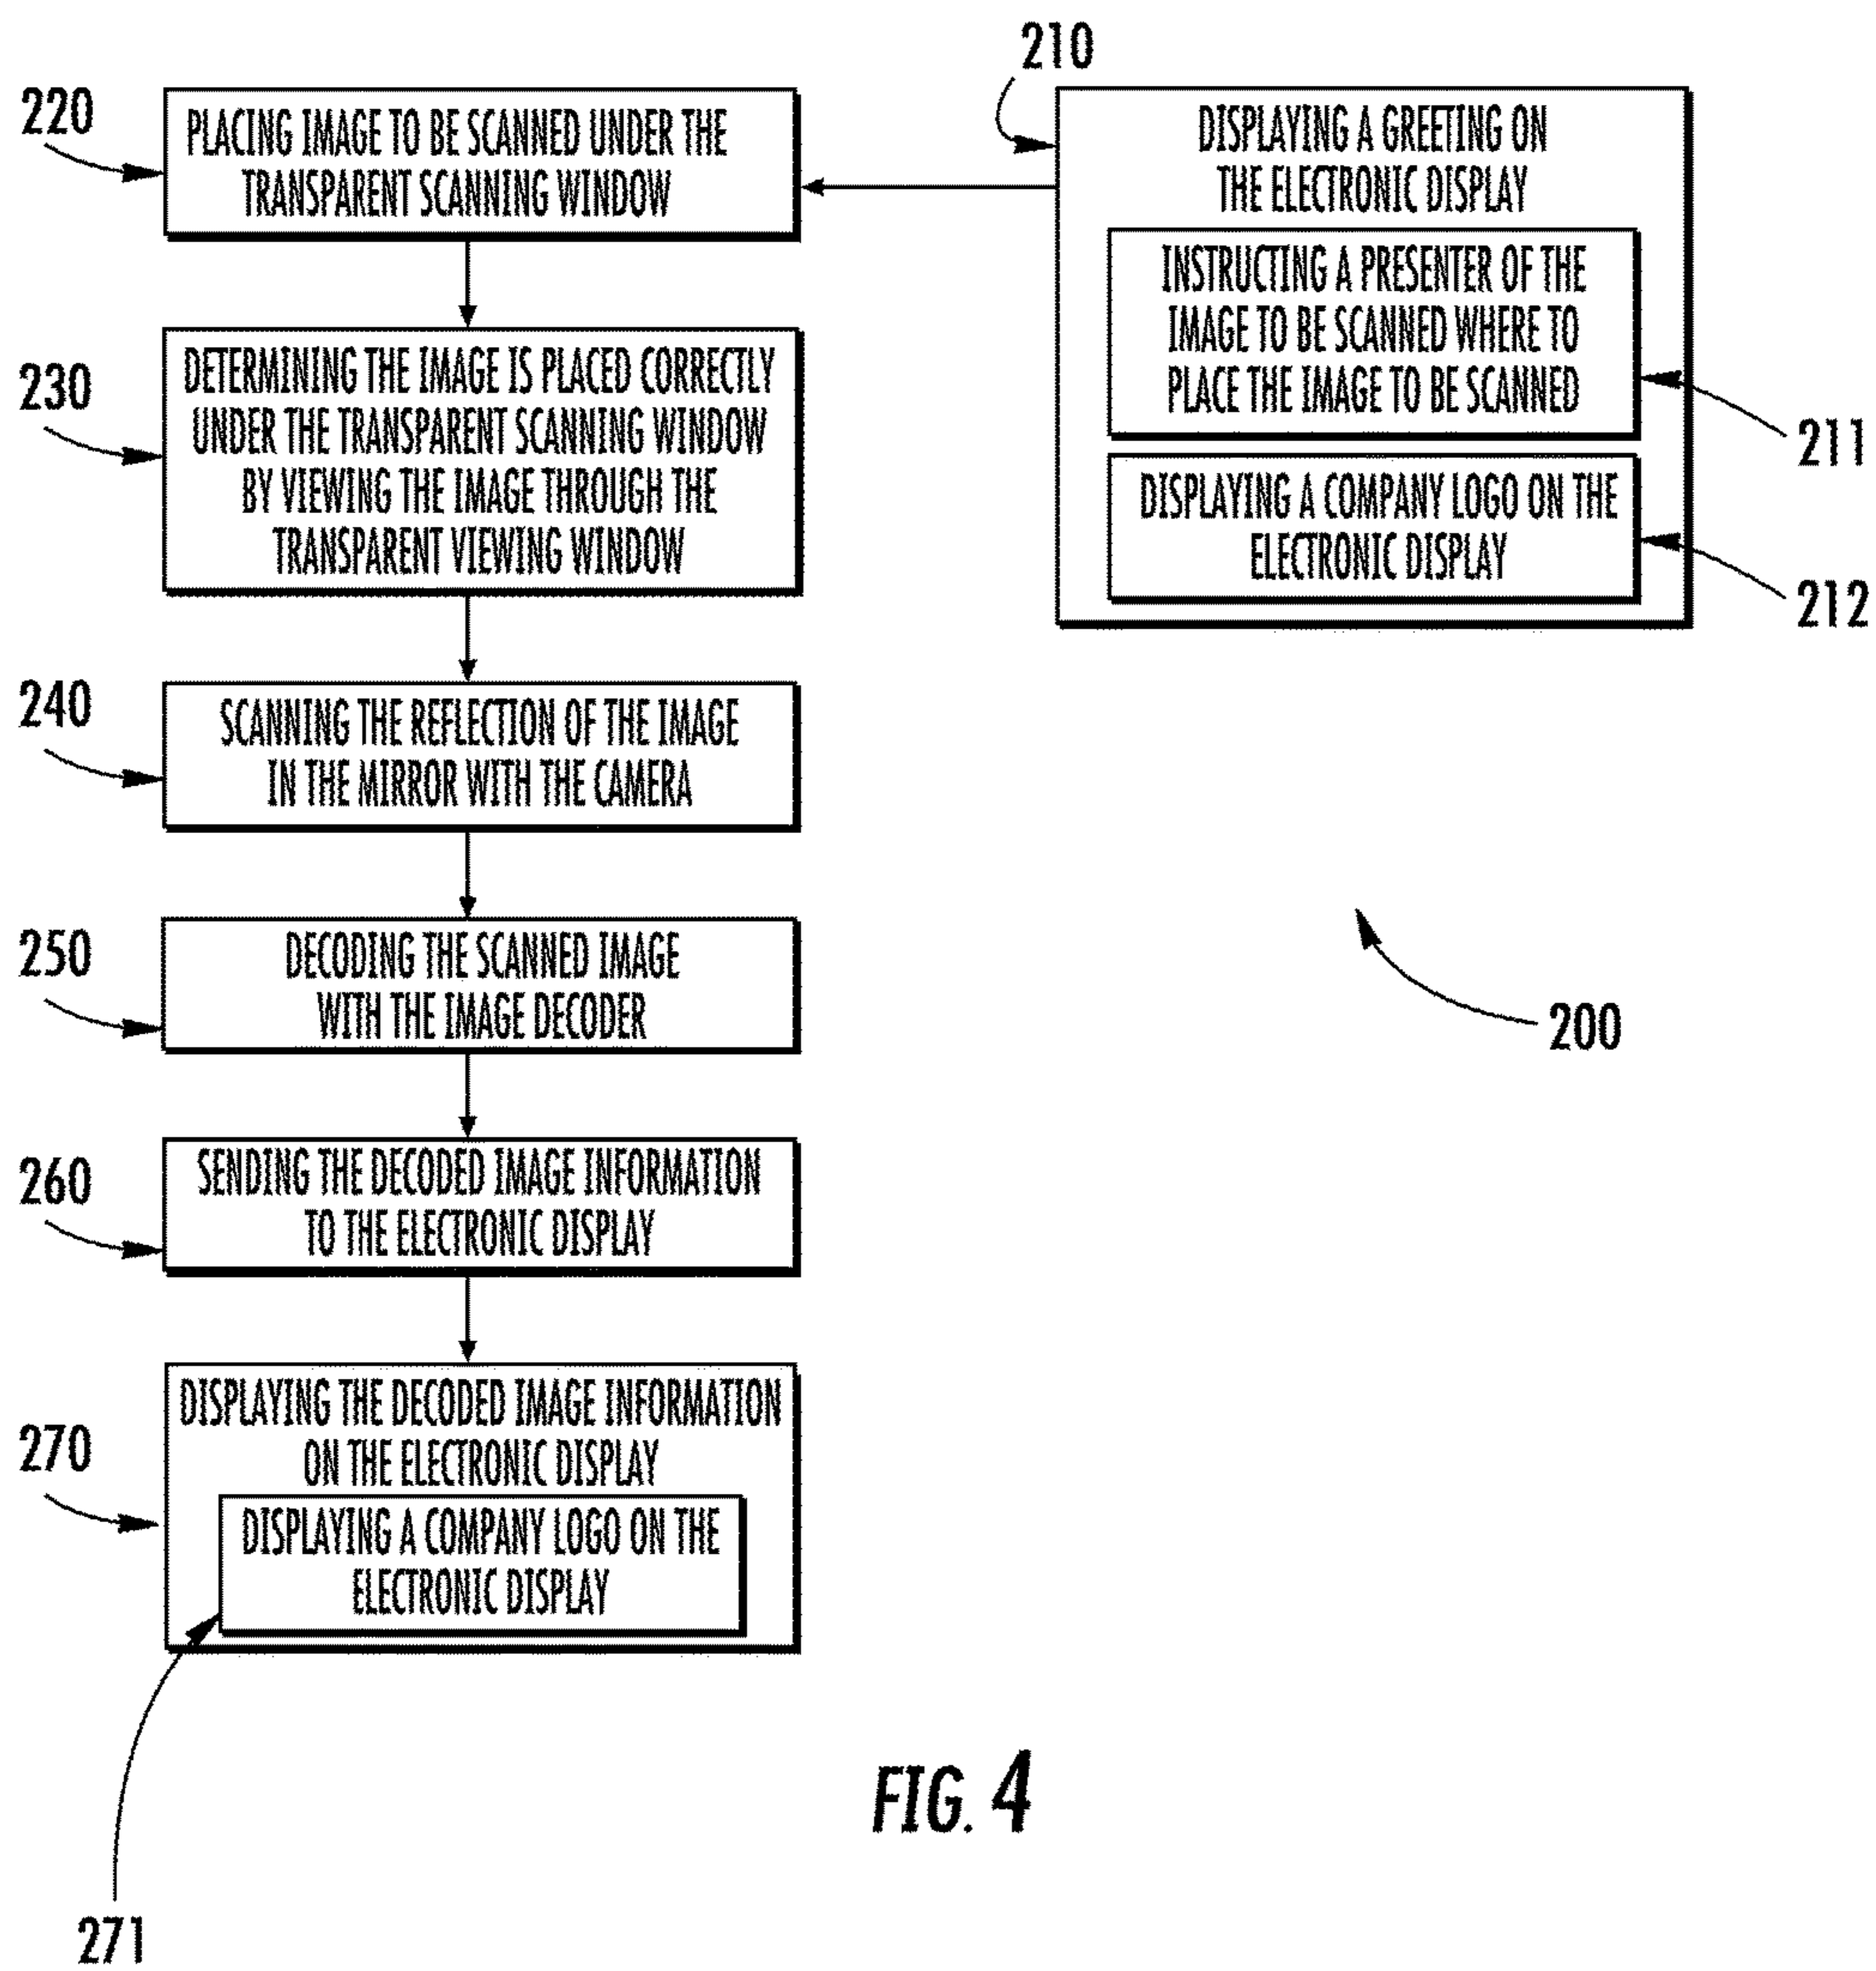 210
DISPLAYING A GREETING ON
THE ELECTRONIC DISPLAY
INSTRUCTING A PRESENTER OF THE
IMAGE TO BE SCANNED WHERE TO
PLACE THE IMAGE TO BE SCANNED
211
DISPLAYING A COMPANY LOGO ON THE
ELECTRONIC DISPLAY
212
220
PLACING IMAGE TO BE SCANNED UNDER THE
TRANSPARENT SCANNING WINDOW
230
DETERMINING THE IMAGE IS PLACED CORRECTLY
UNDER THE TRANSPARENT SCANNING WINDOW
BY VIEWING THE IMAGE THROUGH THE
TRANSPARENT VIEWING WINDOW
240
SCANNING THE REFLECTION OF THE IMAGE
IN THE MIRROR WITH THE CAMERA
250
DECODING THE SCANNED IMAGE
WITH THE IMAGE DECODER
200
260
SENDING THE DECODED IMAGE INFORMATION
TO THE ELECTRONIC DISPLAY
270
DISPLAYING THE DECODED IMAGE INFORMATION
ON THE ELECTRONIC DISPLAY
DISPLAYING A COMPANY LOGO ON THE
ELECTRONIC DISPLAY
271
FIG. 4